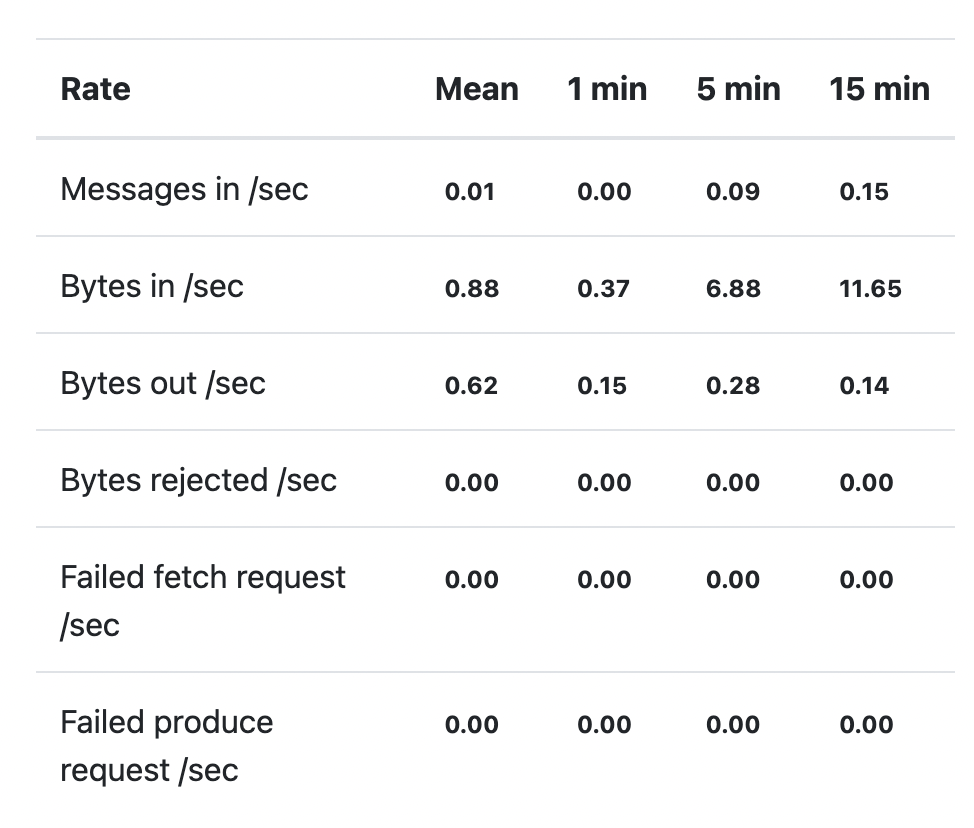 Rate Mean 1 min 5 min 15 min
Messages in /sec 0.01 0.00 0.09 0.15
Bytes in /sec 0.88 0.37 6.88 11.65
Bytes out /sec 0.62 0.15 0.28 0.14
Bytes rejected /sec 0.00 0.00 0.00 0.00
Failed fetch request 0.00 0.00 0.00 0.00
/sec
Failed produce 0.00 0.00 0.00 0.00
request /sec